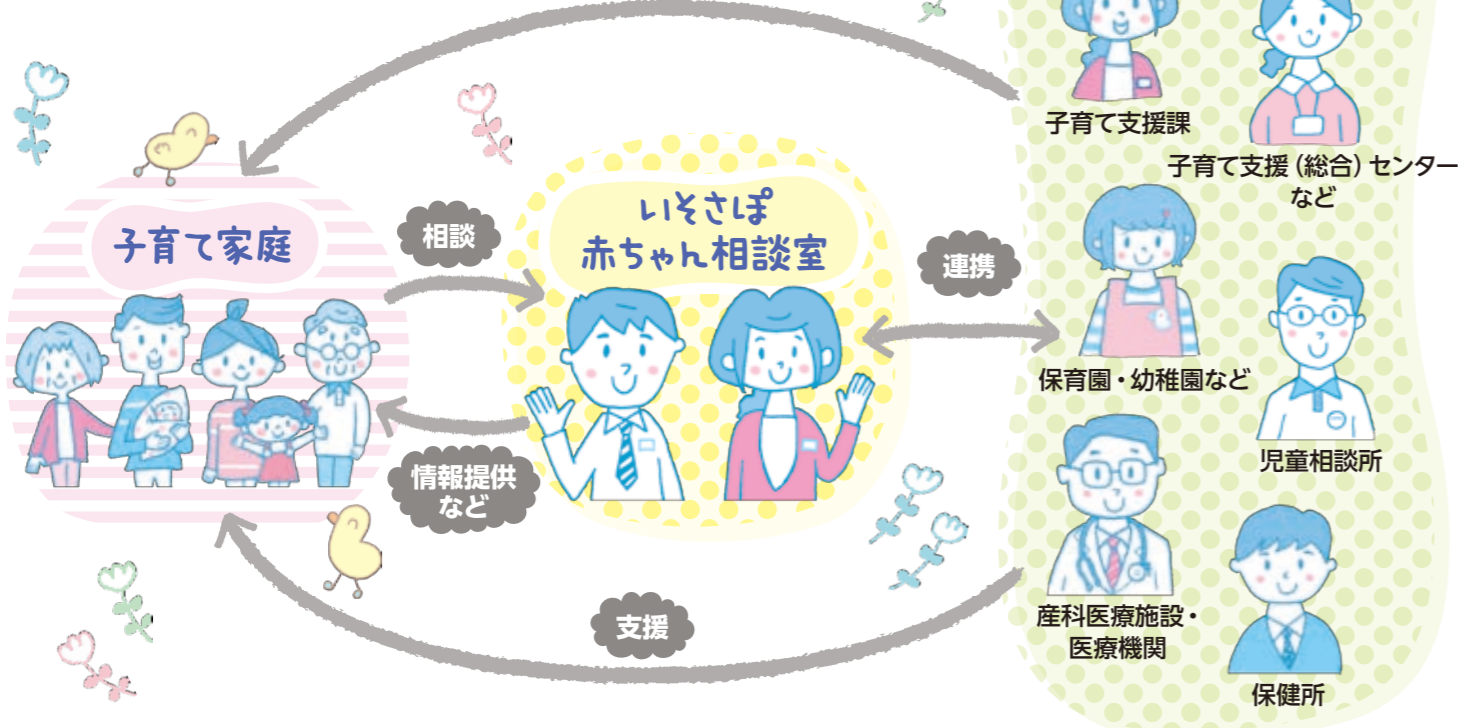 子育て支援課
子育て支援(総合)センター
など
子育て家庭
相談
いそさぽ
赤ちゃん相談室
連携
保育園・幼稚園など
児童相談所
情報提供
など
支援
産科医療施設・
医療機関
保健所